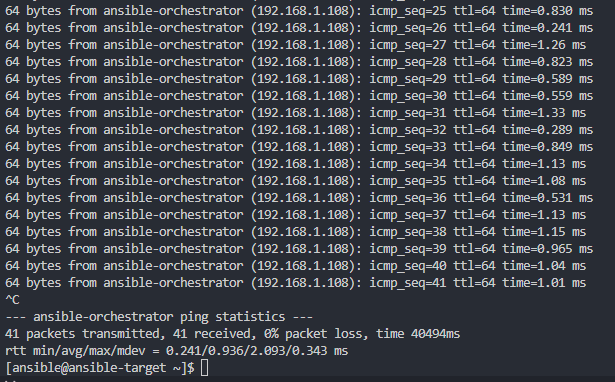 64 bytes from ansible-orchestrator (192.168.1.108): icmp_seq=25 ttl=64 time=0.830 ms
64 bytes from ansible-orchestrator (192.168.1.108): icmp_seq=26 ttl=64 time=0.241 ms
64 bytes from ansible-orchestrator (192.168.1.108): icmp_seq=27 ttl=64 time=1.26 ms
64 bytes from ansible-orchestrator (192.168.1.108): icmp_seq=28 ttl=64 time=0.823 ms
64 bytes from ansible-orchestrator (192.168.1.108): icmp_seq=29 ttl=64 time=0.589 ms
64 bytes from ansible-orchestrator (192.168.1.108): icmp_seq=30 ttl=64 time=0.559 ms
64 bytes from ansible-orchestrator (192.168.1.108): icmp_seq=31 ttl=64 time=1.33 ms
64 bytes from ansible-orchestrator (192.168.1.108): icmp_seq=32 ttl=64 time=0.289 ms
64 bytes from ansible-orchestrator (192.168.1.108): icmp_seq=33 ttl=64 time=0.849 ms
64 bytes from ansible-orchestrator (192.168.1.108): icmp_seq=34 ttl=64 time=1.13 ms
64 bytes from ansible-orchestrator (192.168.1.108): icmp_seq=35 ttl=64 time=1.08 ms
64 bytes from ansible-orchestrator (192.168.1.108): icmp_seq=36 ttl=64 time=0.531 ms
64 bytes from ansible-orchestrator (192.168.1.108): icmp_seq=37 ttl=64 time=1.13 ms
64 bytes from ansible-orchestrator (192.168.1.108): icmp_seq=38 ttl=64 time=1.15 ms
64 bytes from ansible-orchestrator (192.168.1.108): icmp_seq=39 ttl=64 time=0.965 ms
64 bytes from ansible-orchestrator (192.168.1.108): icmp_seq=40 ttl=64 time=1.04 ms
64 bytes from ansible-orchestrator (192.168.1.108): icmp_seq=41 ttl=64 time=1.01 ms
^C
--- ansible-orchestrator ping statistics ---
41 packets transmitted, 41 received, 0% packet loss, time 40494ms
rtt min/avg/max/mdev = 0.241/0.936/2.093/0.343 ms
[ansible@ansible-target ~]$